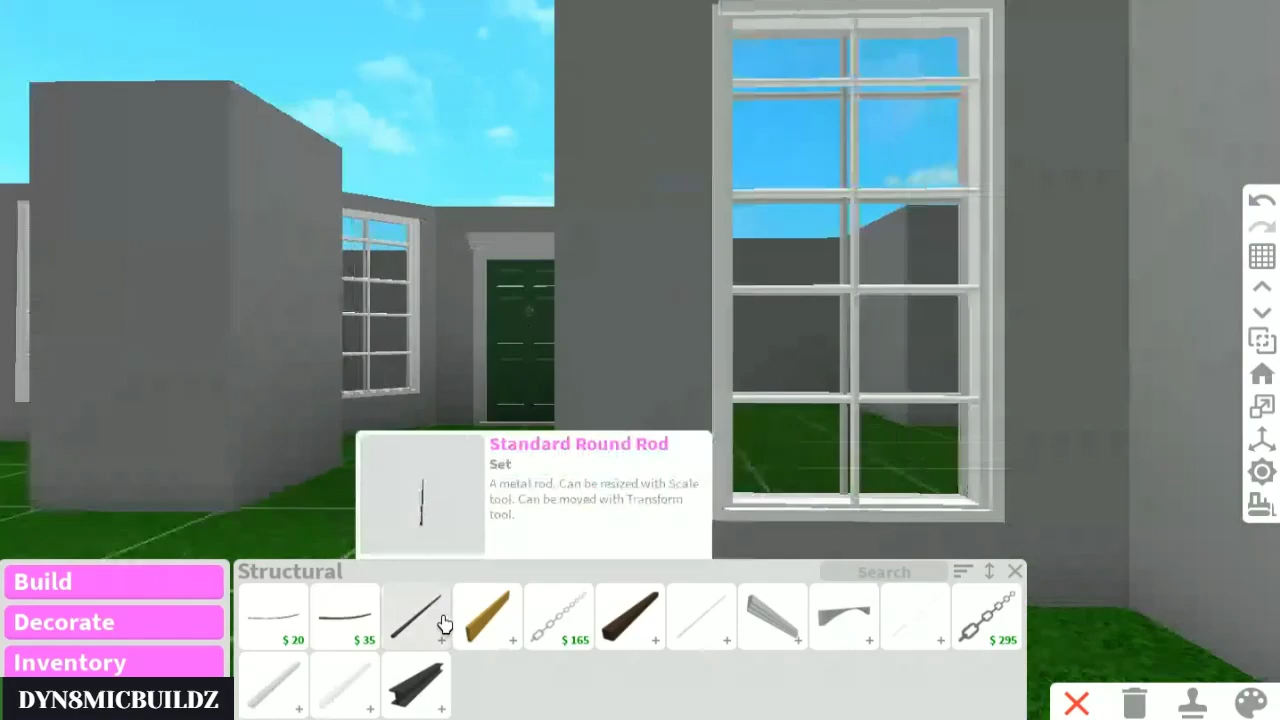 Standard Round Rod
Set
A metal rod. Can be resized with Scale
tool. Can be moved with Transform
tool.
Build
Decorate
Inventory
DYN8MICBUILDZ
Structural
Search
$ 20
$ 35
+
+
$ 165
+
+
+
+
+
$ 295
+
+
+